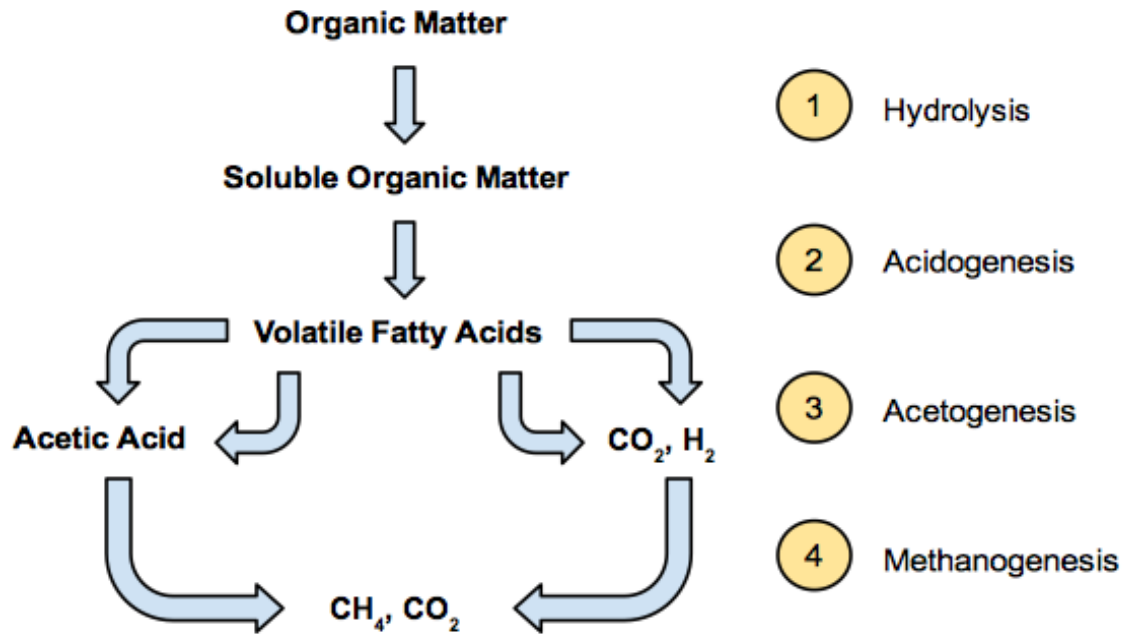 Organic Matter
Soluble Organic Matter
Volatile Fatty Acids
Acetic Acid
CO₂, H₂
CH₄, CO₂
1 Hydrolysis
2 Acidogenesis
3 Acetogenesis
4 Methanogenesis